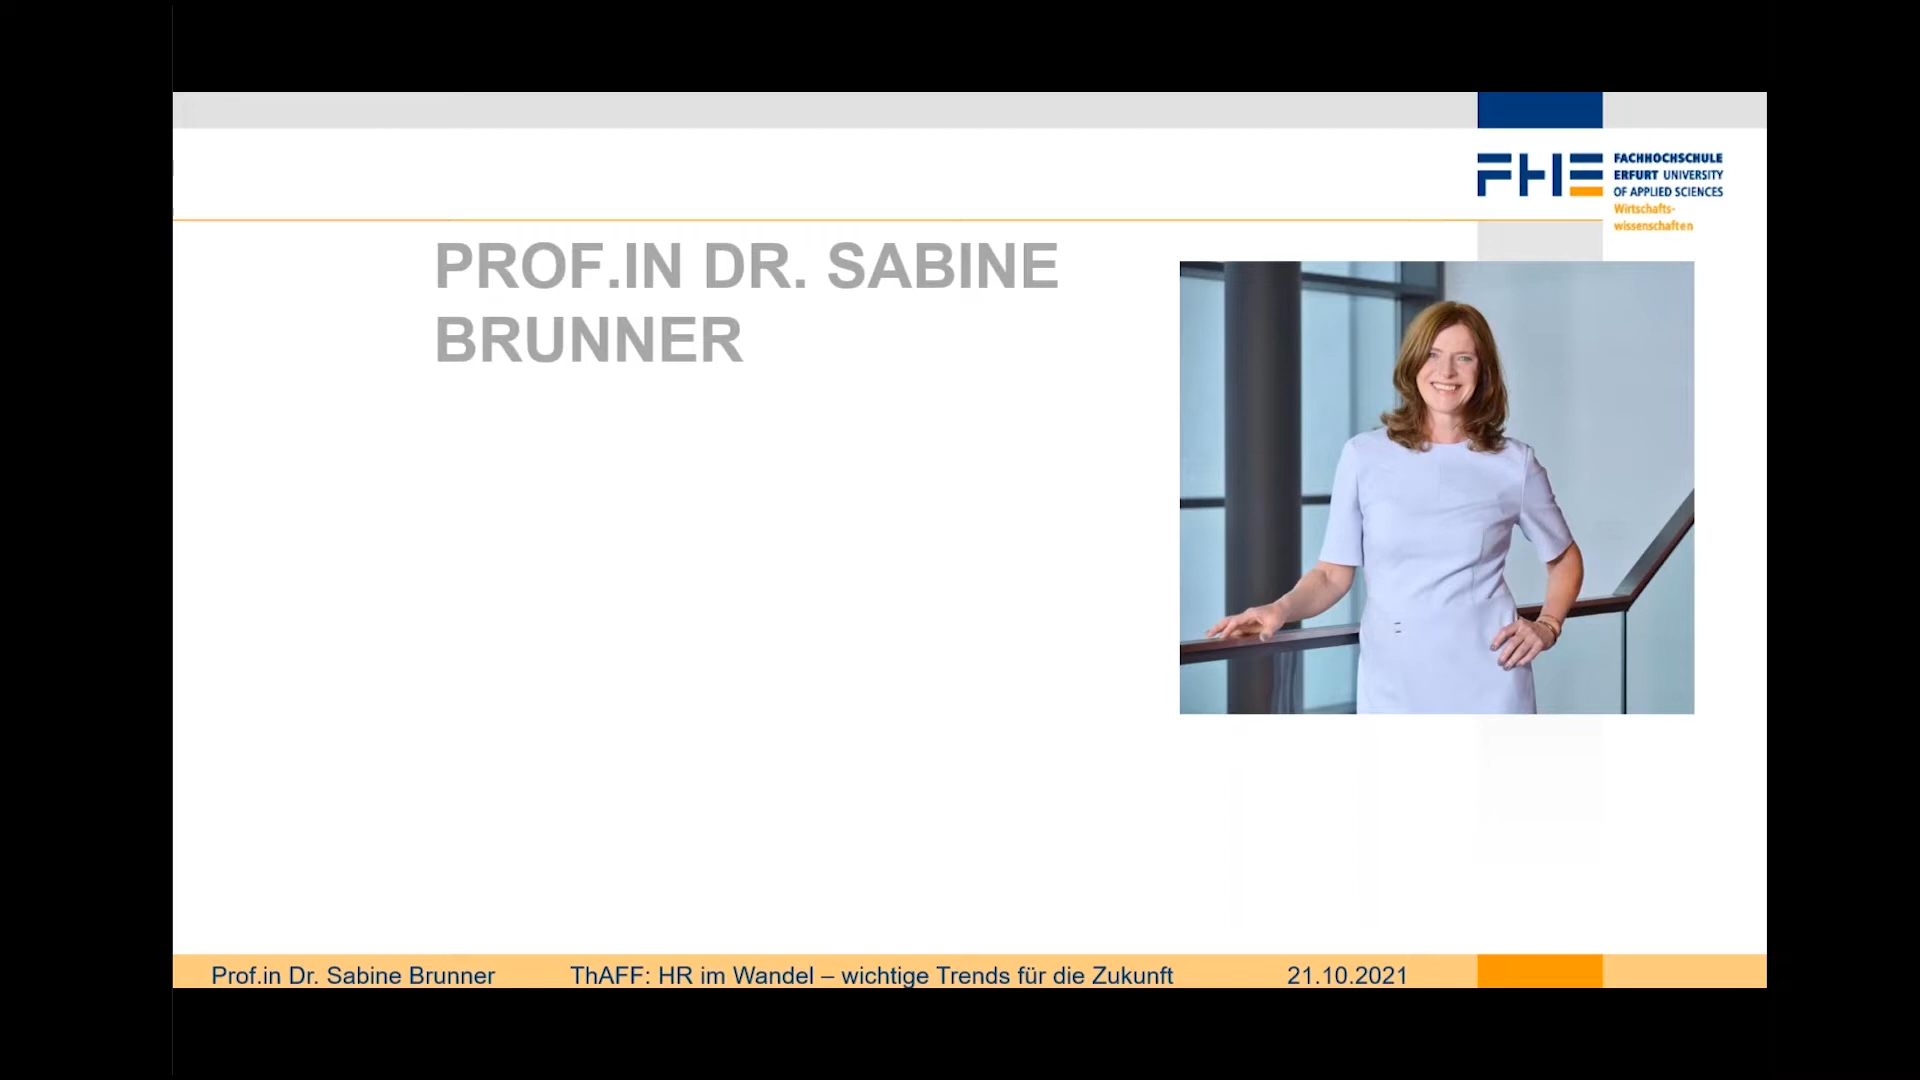 FHE
FACHHOCHSCHULE
ERFURT UNIVERSITY
OF APPLIED SCIENCES
Wirtschafts-
wissenschaften
PROF.IN DR. SABINE
BRUNNER
Prof.in Dr. Sabine Brunner ThAFF: HR im Wandel – wichtige Trends für die Zukunft 21.10.2021